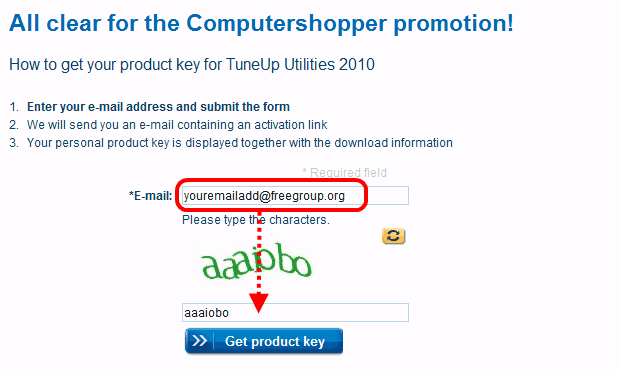 All clear for the Computershopper promotion!
How to get your product key for TuneUp Utilities 2010
1. Enter your e-mail address and submit the form
2. We will send you an e-mail containing an activation link
3. Your personal product key is displayed together with the download information
* Required field
*E-mail: youremailadd@freegroup.org
Please type the characters.
aaaiobo
aaaiobo
Get product key